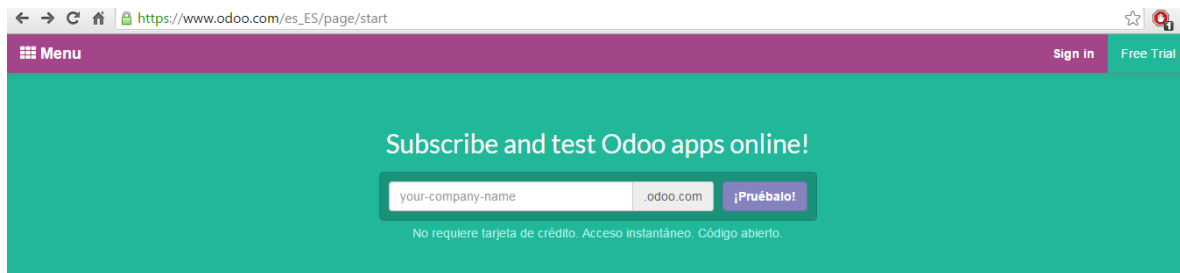 https://www.odoo.com/es_ES/page/start
1
Menu
Sign in
Free Trial
Subscribe and test Odoo apps online!
your-company-name
.odoo.com
¡Pruébalo!
No requiere tarjeta de crédito. Acceso instantáneo. Código abierto.